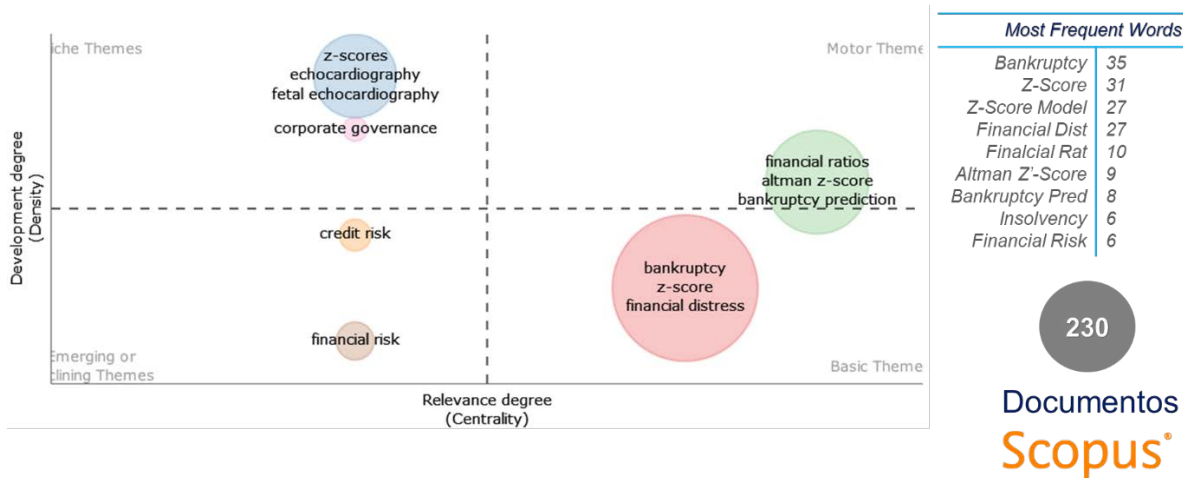 iche Themes
Motor Theme
z-scores
echocardiography
fetal echocardiography
corporate governance
financial ratios
altman z-score
bankruptcy prediction
credit risk
bankruptcy
z-score
financial distress
financial risk
Emerging or
clining Themes
Basic Theme
Development degree
(Density)
Relevance degree
(Centrality)
Most Frequent Words
Bankruptcy 35
Z-Score 31
Z-Score Model 27
Financial Dist 27
Finalcial Rat 10
Altman Z'-Score 9
Bankruptcy Pred 8
Insolvency 6
Financial Risk 6
230
Documentos
Scopus®